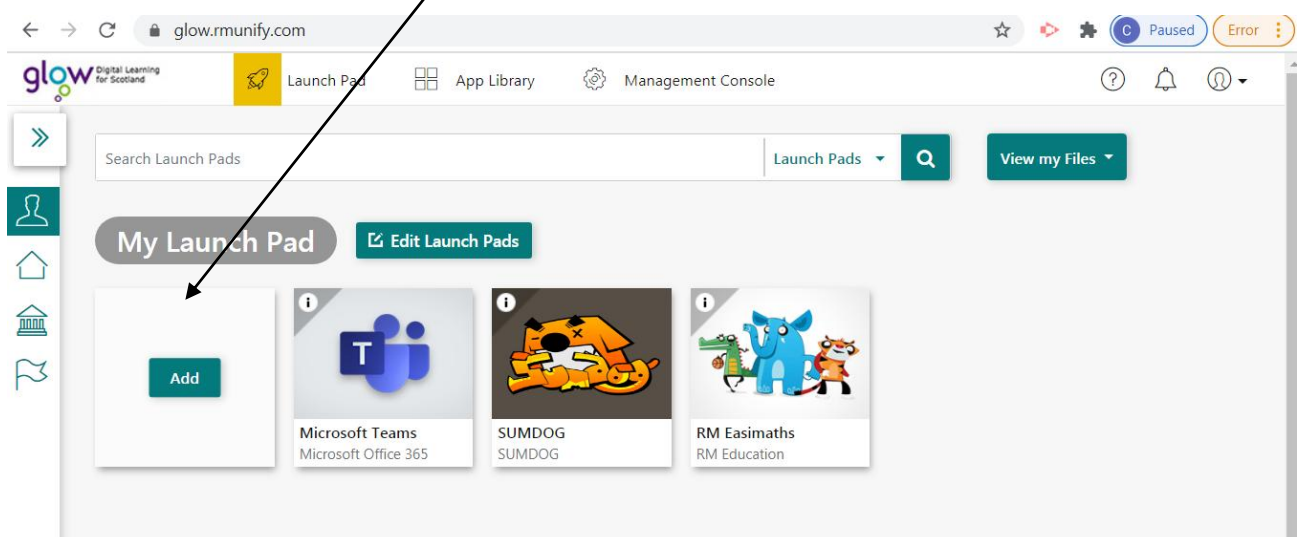 glow.rmunify.com
C Paused Error
glow Digital Learning for Scotland
Launch Pad App Library Management Console
Search Launch Pads Launch Pads View my Files
My Launch Pad Edit Launch Pads
Add
T
Microsoft Teams
Microsoft Office 365
SUMDOG
SUMDOG
RM Easimaths
RM Education